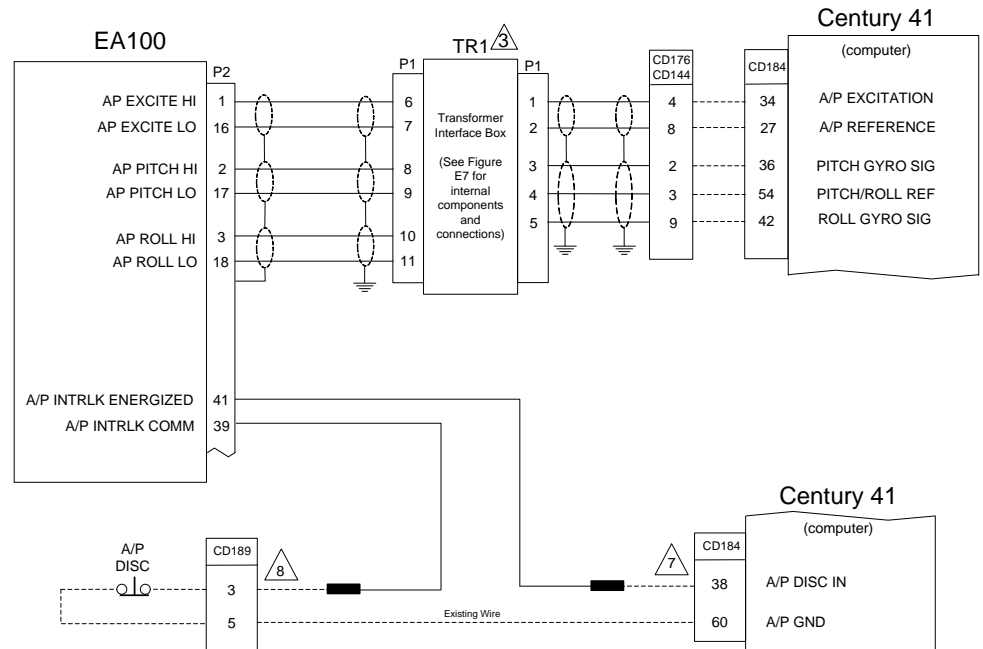 EA100
P2
AP EXCITE HI 1
AP EXCITE LO 16
AP PITCH HI 2
AP PITCH LO 17
AP ROLL HI 3
AP ROLL LO 18
A/P INTRLK ENERGIZED 41
A/P INTRLK COMM 39
TR1 3
P1
6
7
8
9
10
11
Transformer
Interface Box
(See Figure
E7 for
internal
components
and
connections)
P1
1
2
3
4
5
CD176
CD144
4
8
2
3
9
Century 41
(computer)
CD184
34 A/P EXCITATION
27 A/P REFERENCE
36 PITCH GYRO SIG
54 PITCH/ROLL REF
42 ROLL GYRO SIG
A/P
DISC
CD189
3
5
8
Existing Wire
Century 41
(computer)
7
CD184
38 A/P DISC IN
60 A/P GND